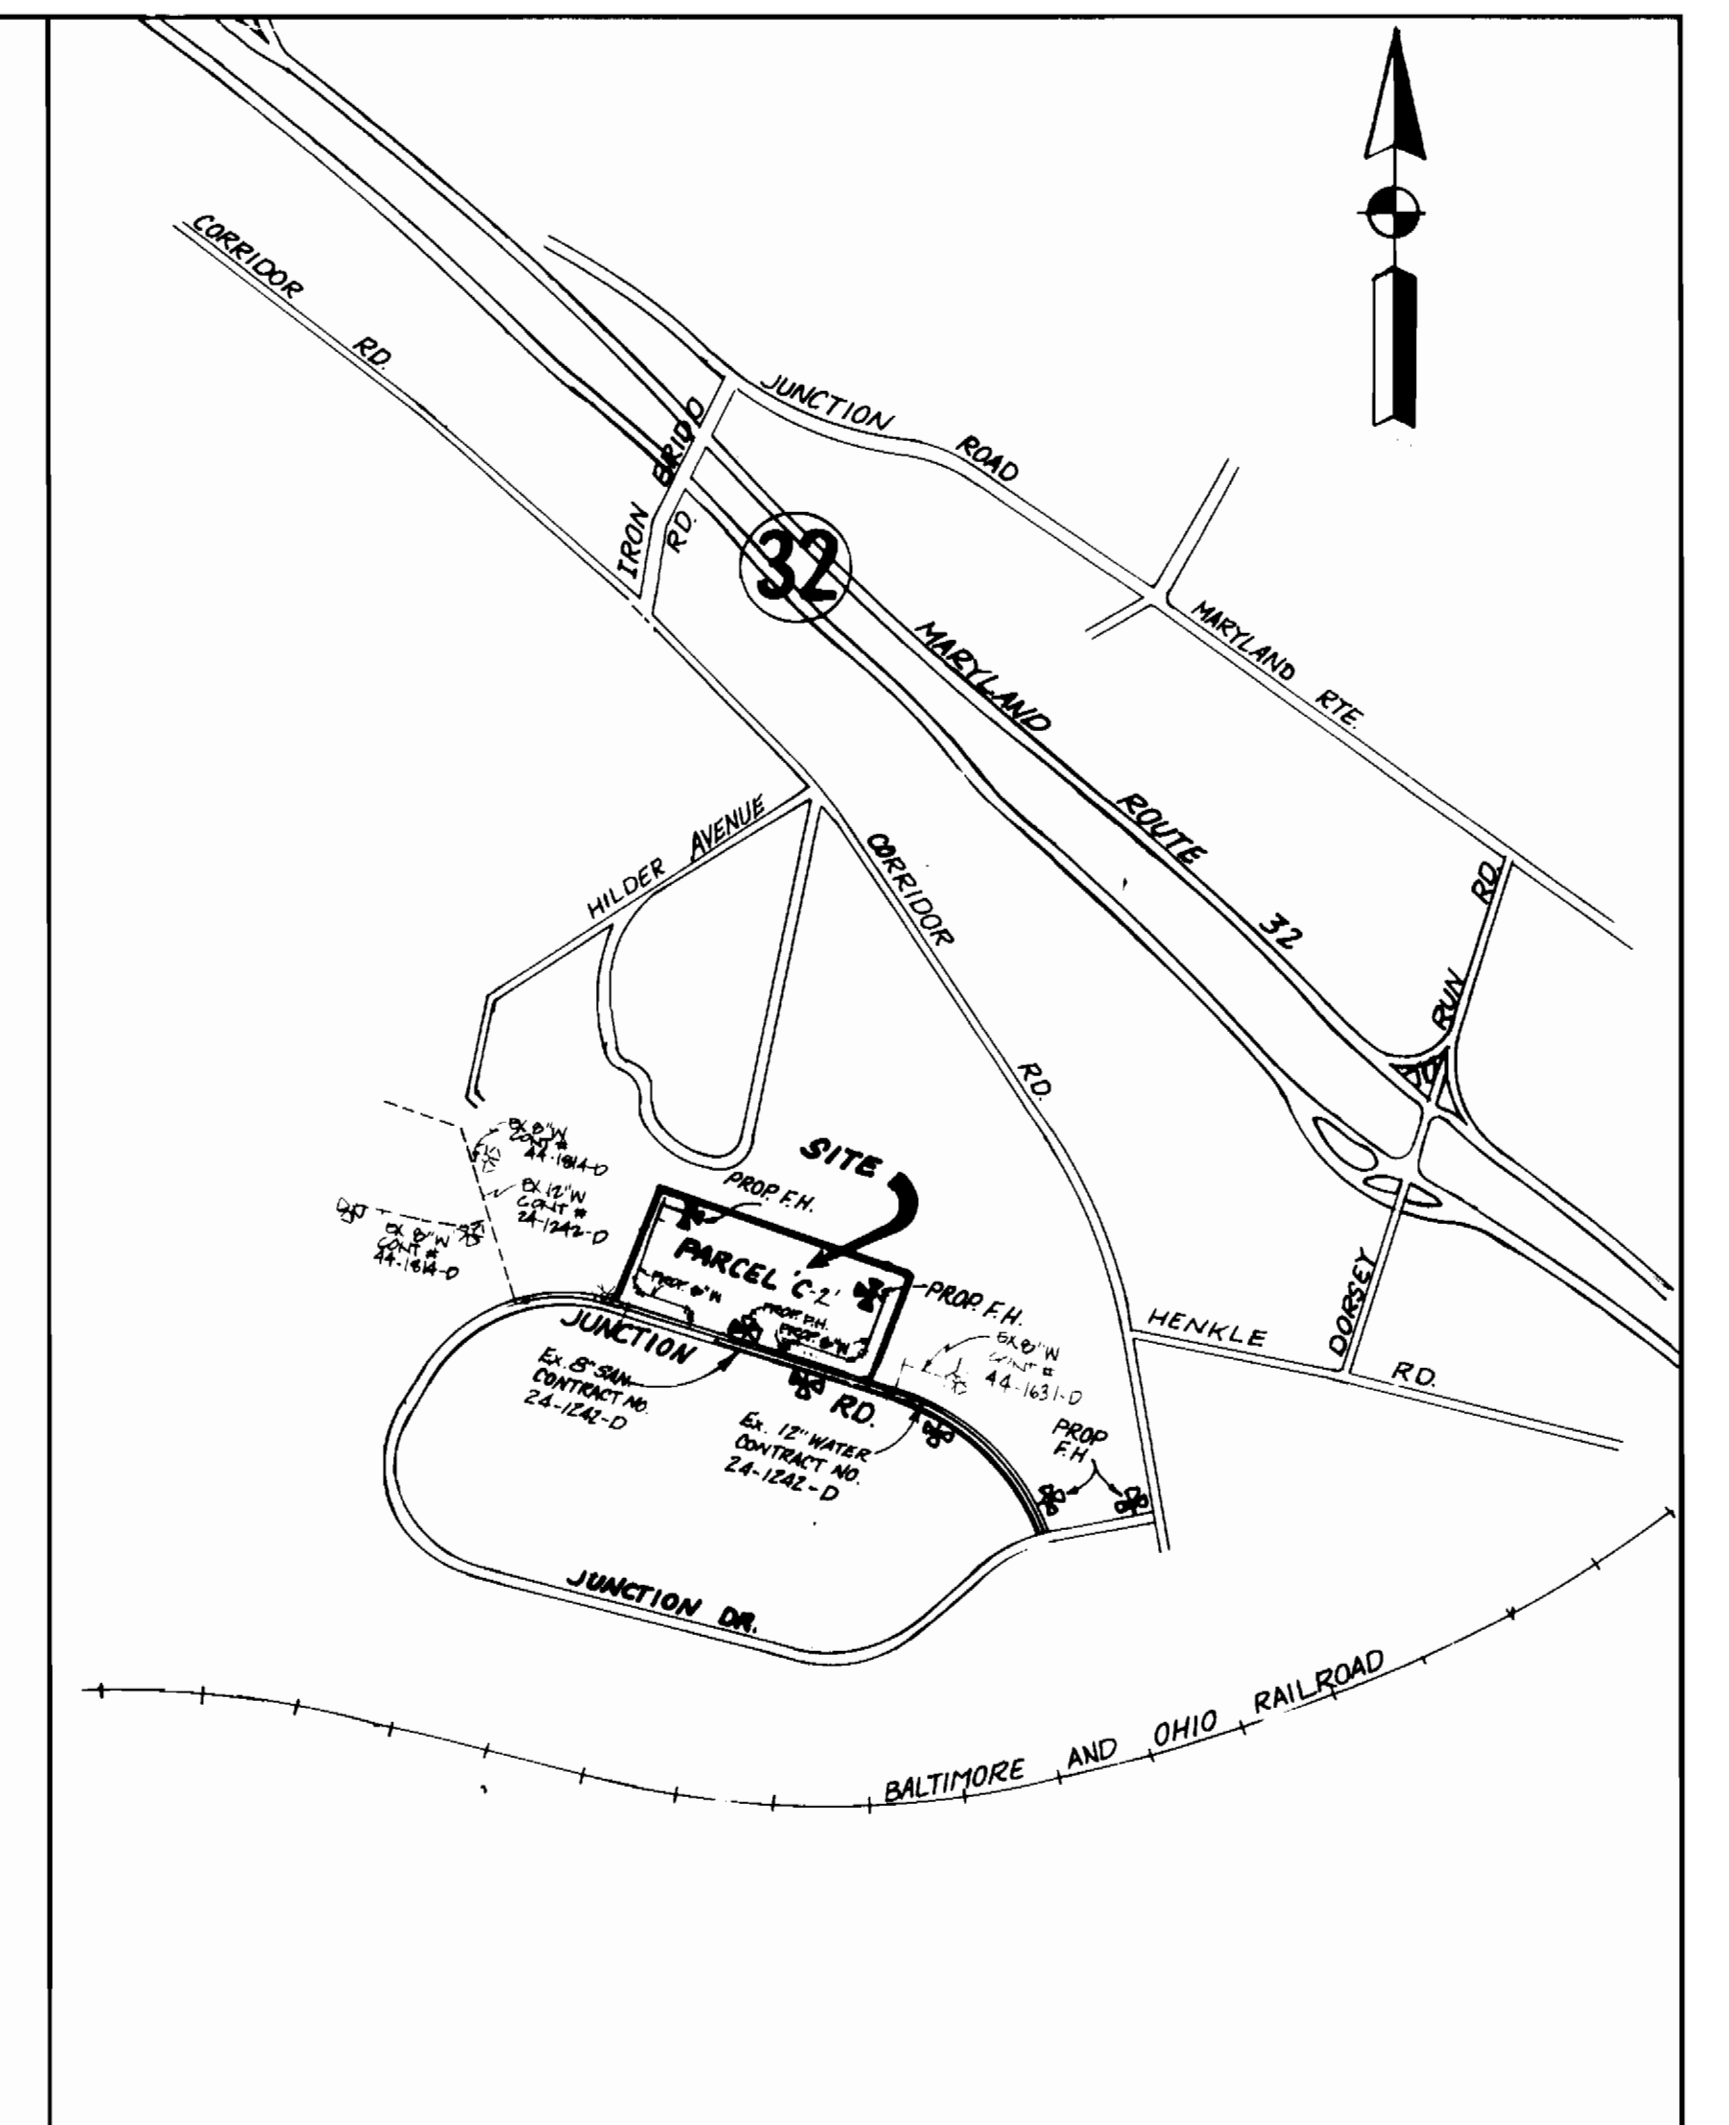 CORRIDOR RD.
JUNCTION ROAD
IRON
RD.
32
MARYLAND ROUTE 32
MARYLAND RTE.
HILDER AVENUE
CORRIDOR RD.
DORSEY RUN RD.
EX 8"W
CONT #
44-1814-D
EX 12"W
CONT #
24-1242-D
EX 8"W
CONT #
44-1814-D
SITE
PROP. F.H.
PARCEL 'C-2'
PROP. F.H.
PROP. 8"W
PROP. F.H.
PROP. 8"W
JUNCTION RD.
EX. 8" SAN.
CONTRACT NO.
24-1242-D
EX. 12" WATER
CONTRACT NO.
24-1242-D
EX 8"W
CONT #
44-1631-D
PROP
F.H
HENKLE RD.
JUNCTION DR.
BALTIMORE AND OHIO RAILROAD